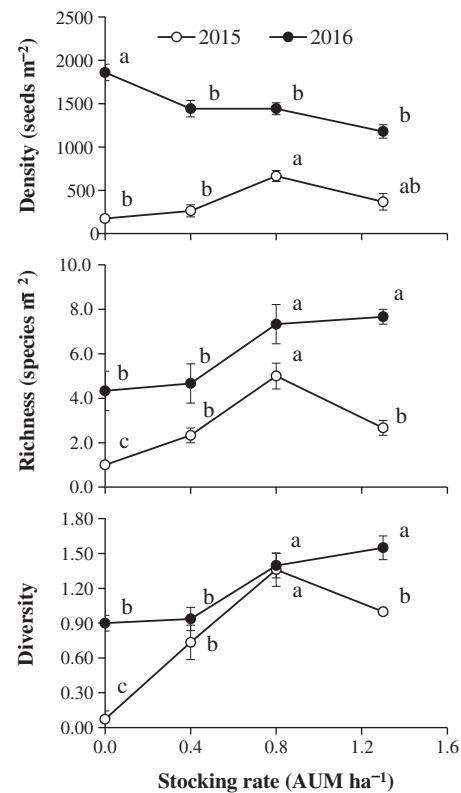 2500
2015 2016
2000
a
1500
b
b
b
1000
a
500
b
b
ab
0
Density (seeds m⁻²)
10.0
8.0
a
a
6.0
b
b
a
4.0
b
b
2.0
c
0.0
Richness (species m̄ ²)
1.80
1.50
a
a
1.20
b
b
a
b
0.90
0.60
b
0.30
c
0.00
Diversity
0.0 0.4 0.8 1.2 1.6
Stocking rate (AUM ha⁻¹)